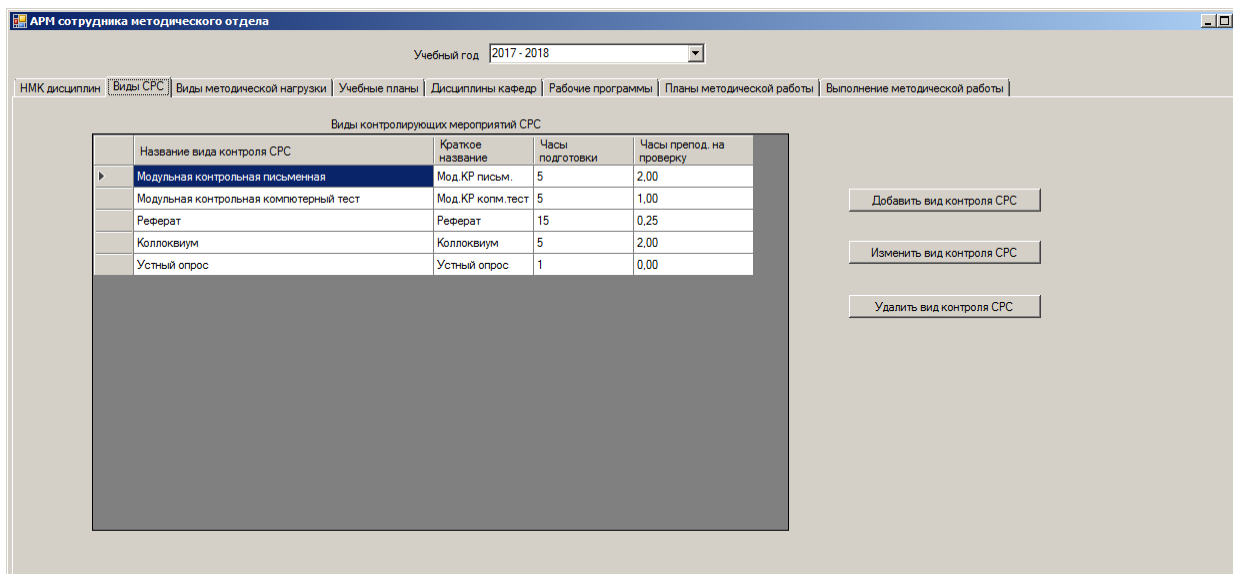 АРМ сотрудника методического отдела
Учебный год 2017 - 2018
НМК дисциплин Виды СРС Виды методической нагрузки Учебные планы Дисциплины кафедр Рабочие программы Планы методической работы Выполнение методической работы
Виды контролирующих мероприятий СРС
Название вида контроля СРС Краткое название Часы подготовки Часы препод. на проверку
Модульная контрольная письменная Мод.КР письм. 5 2,00
Модульная контрольная компютерный тест Мод.КР копм.тест 5 1,00
Реферат Реферат 15 0,25
Коллоквиум Коллоквиум 5 2,00
Устный опрос Устный опрос 1 0,00
Добавить вид контроля СРС
Изменить вид контроля СРС
Удалить вид контроля СРС